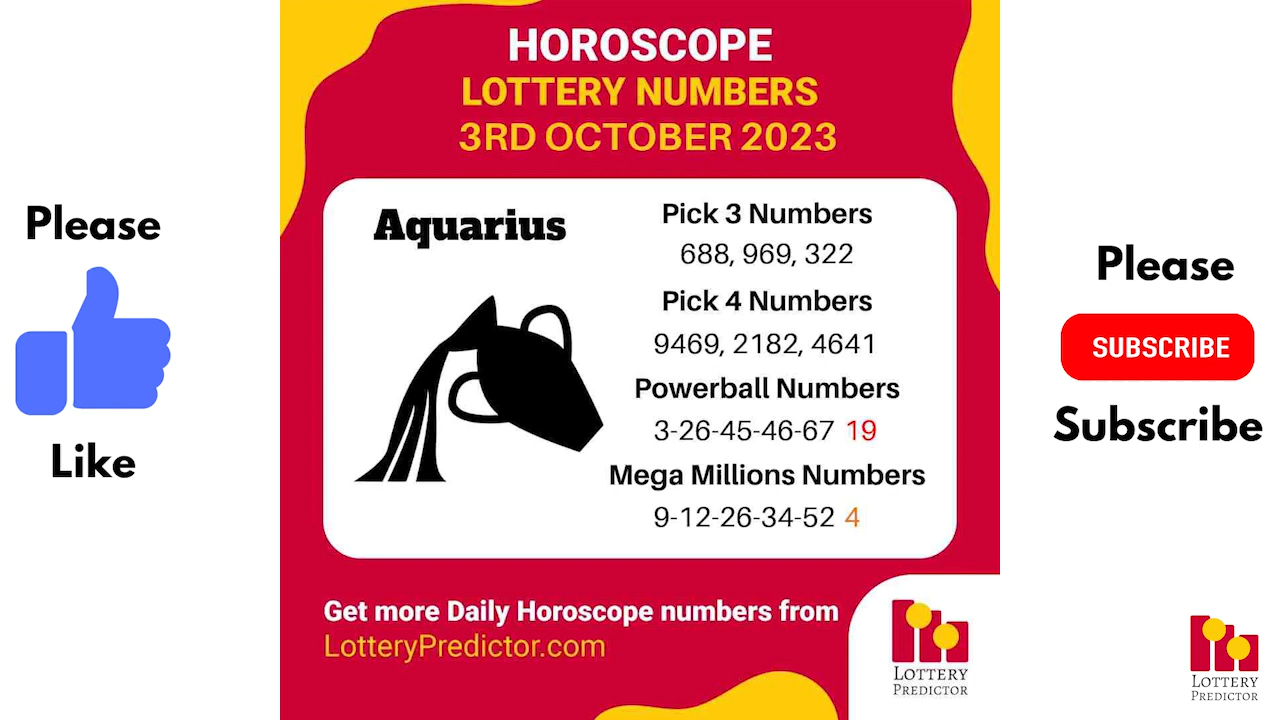 HOROSCOPE
LOTTERY NUMBERS
3RD OCTOBER 2023
Please
Like
Aquarius
Pick 3 Numbers
688, 969, 322
Pick 4 Numbers
9469, 2182, 4641
Powerball Numbers
3-26-45-46-67 19
Mega Millions Numbers
9-12-26-34-52 4
Please
SUBSCRIBE
Subscribe
Get more Daily Horoscope numbers from
LotteryPredictor.com
LOTTERY
PREDICTOR
LOTTERY
PREDICTOR